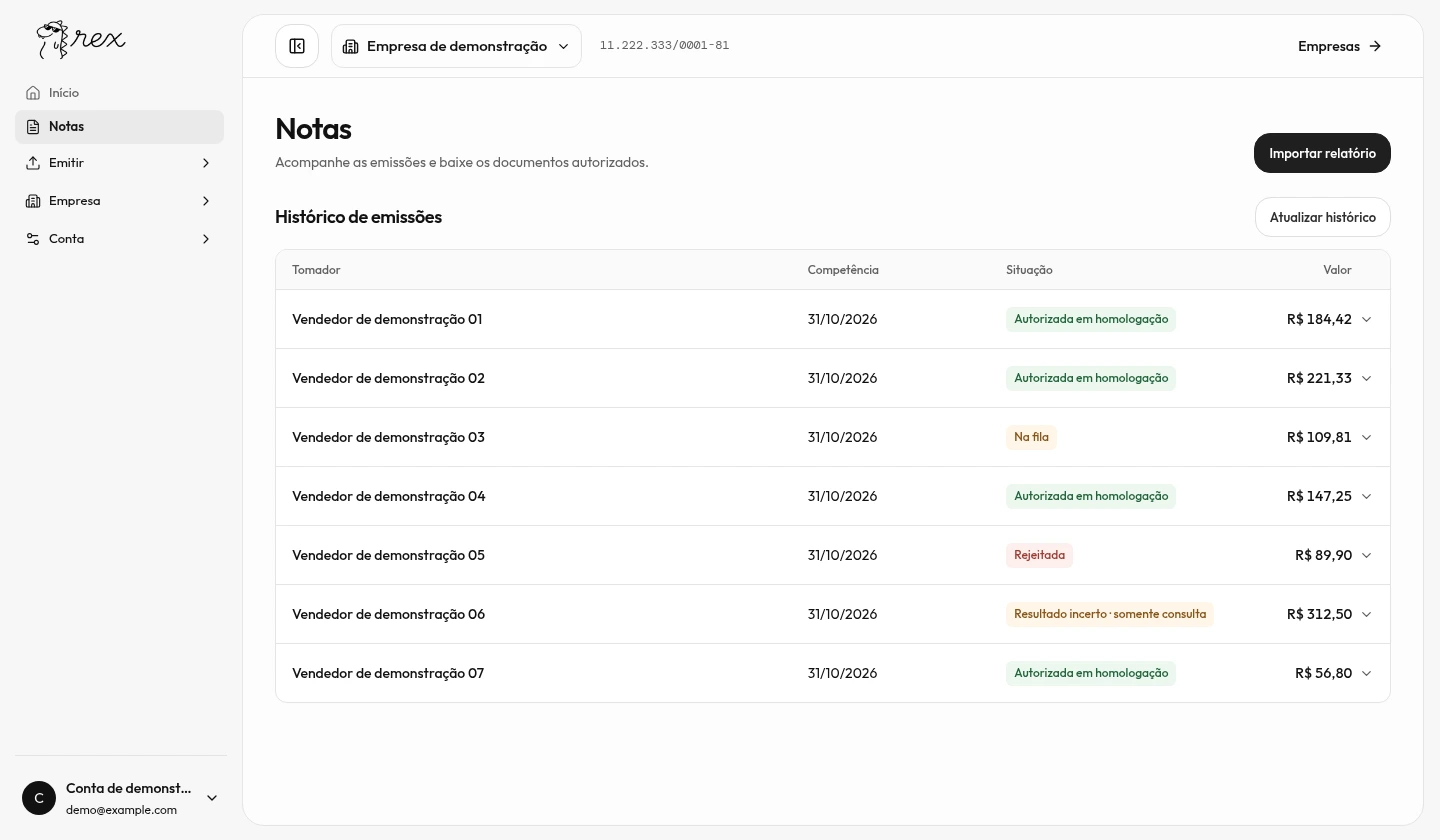 rex
Início
Notas
Emitir
Empresa
Conta
Conta de demonst...
C
demo@example.com
Empresa de demonstração
11.222.333/0001-81
Empresas
Notas
Acompanhe as emissões e baixe os documentos autorizados.
Importar relatório
Histórico de emissões
Atualizar histórico
Tomador Competência Situação Valor
Vendedor de demonstração 01 31/10/2026 Autorizada em homologação R$ 184,42
Vendedor de demonstração 02 31/10/2026 Autorizada em homologação R$ 221,33
Vendedor de demonstração 03 31/10/2026 Na fila R$ 109,81
Vendedor de demonstração 04 31/10/2026 Autorizada em homologação R$ 147,25
Vendedor de demonstração 05 31/10/2026 Rejeitada R$ 89,90
Vendedor de demonstração 06 31/10/2026 Resultado incerto · somente consulta R$ 312,50
Vendedor de demonstração 07 31/10/2026 Autorizada em homologação R$ 56,80